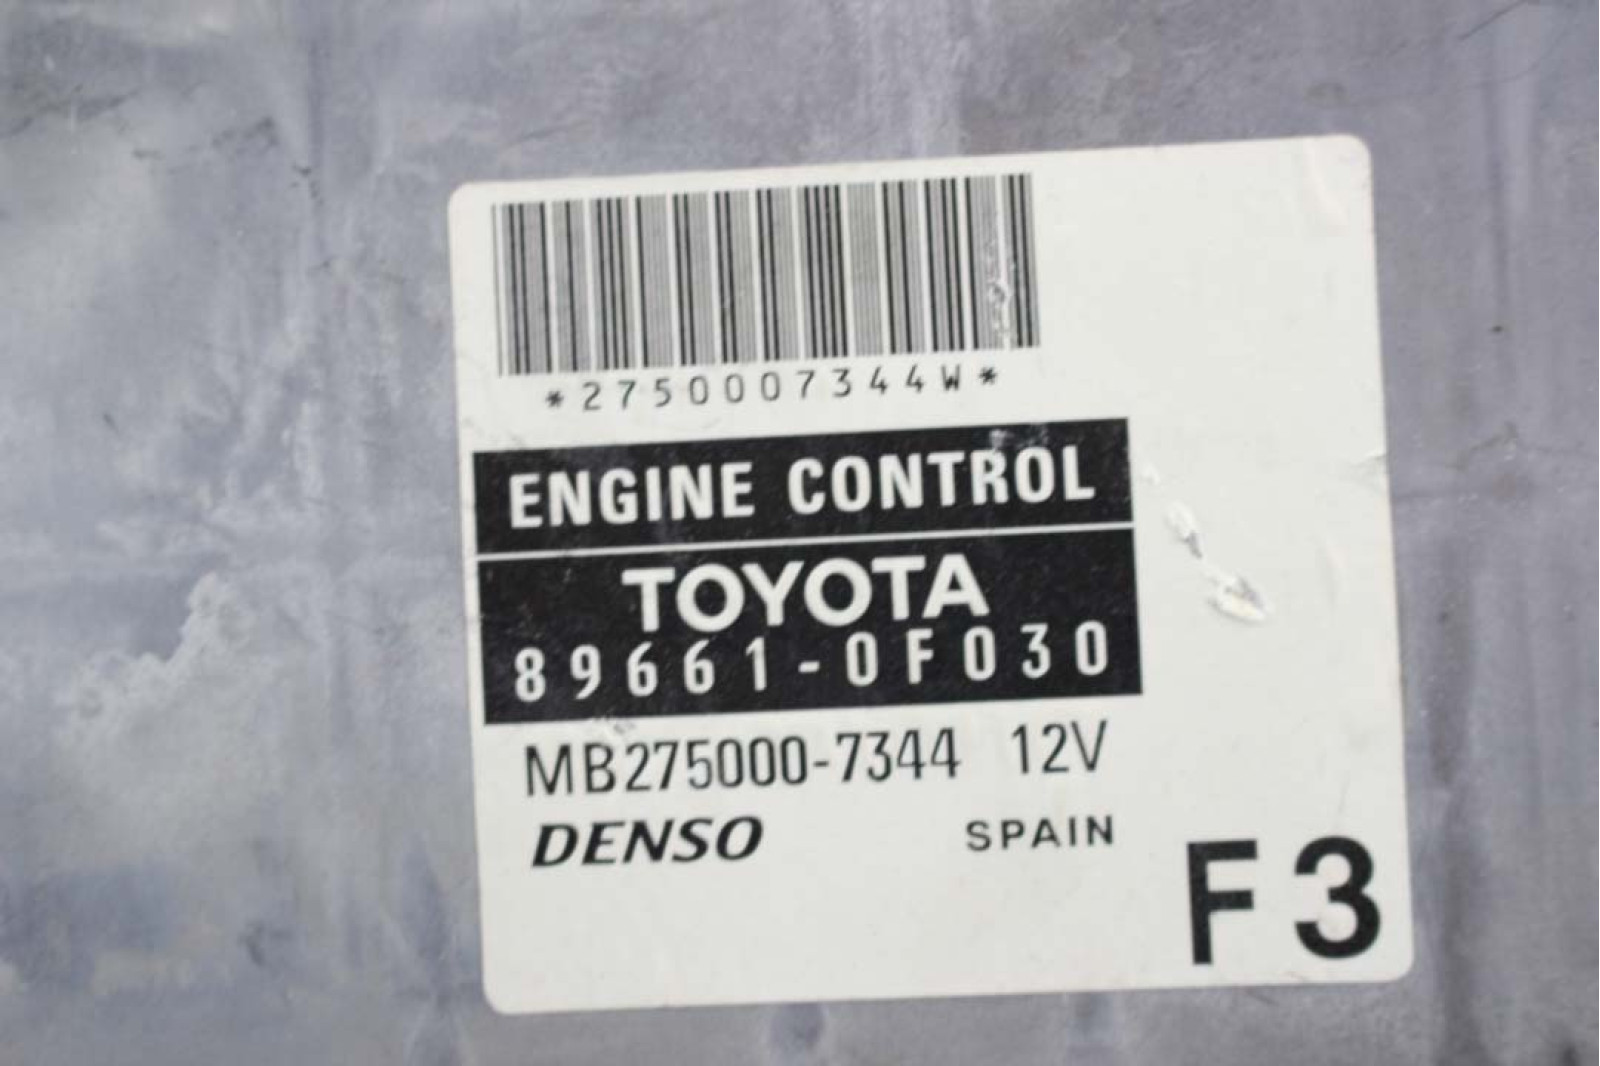 *2750007344W*
ENGINE CONTROL
TOYOTA
89661-0F030
MB275000-7344 12V
DENSO SPAIN
F3